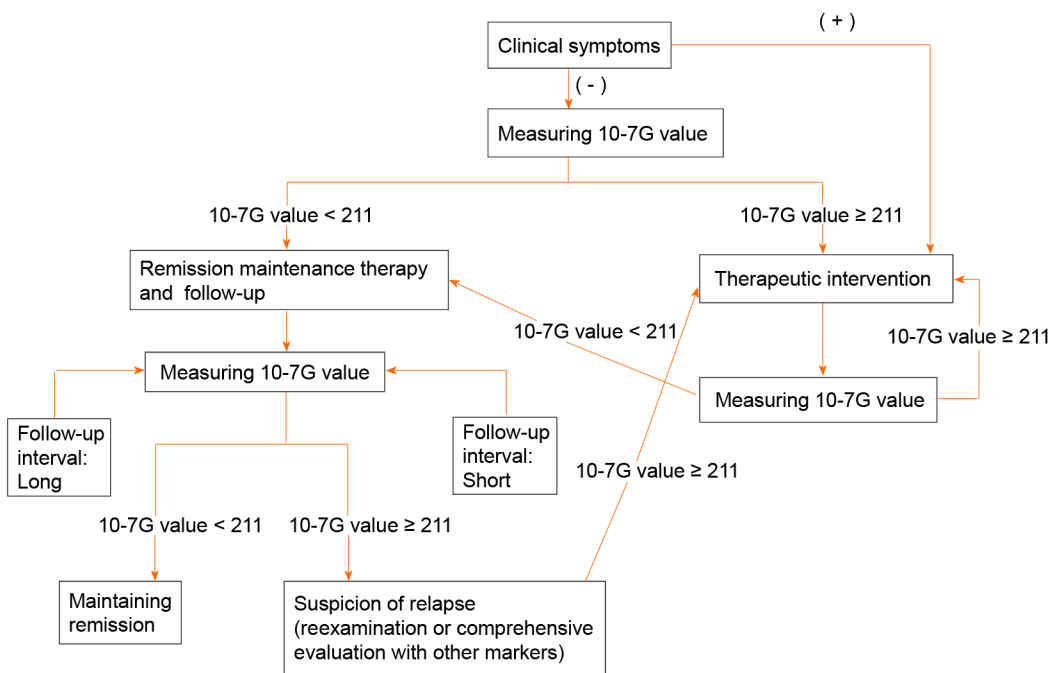 ( + )
Clinical symptoms
( - )
Measuring 10-7G value
10-7G value < 211
10-7G value ≥ 211
Remission maintenance therapy
and follow-up
Therapeutic intervention
10-7G value < 211
10-7G value ≥ 211
Measuring 10-7G value
Measuring 10-7G value
Follow-up
interval:
Long
Follow-up
interval:
Short
10-7G value ≥ 211
10-7G value < 211
10-7G value ≥ 211
Maintaining
remission
Suspicion of relapse
(reexamination or comprehensive
evaluation with other markers)